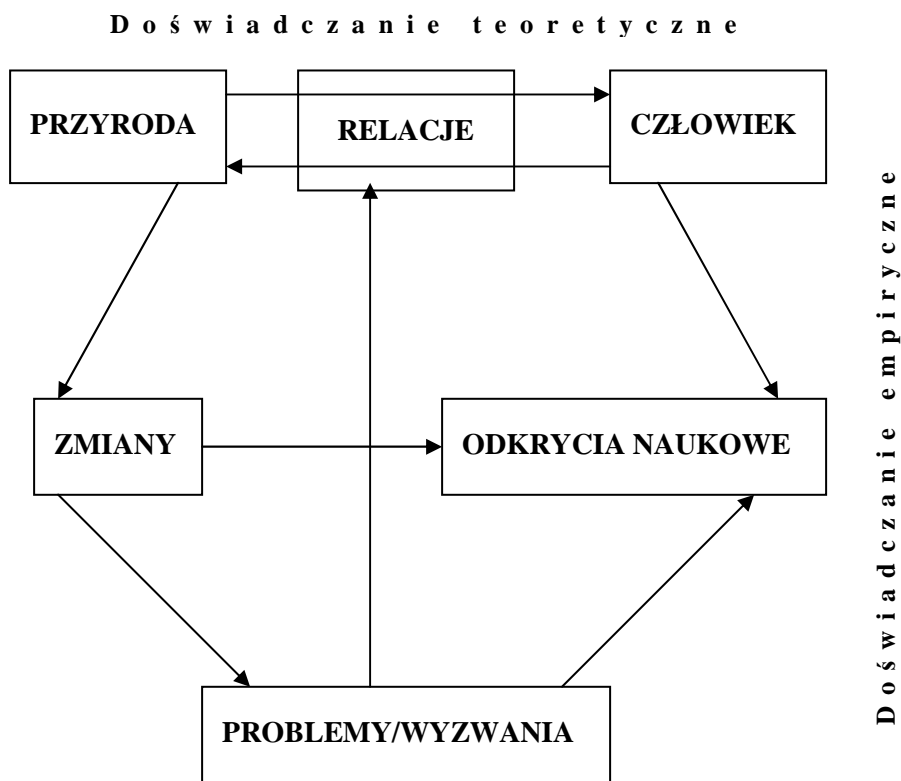 Doświadczanie teoretyczne
PRZYRODA
RELACJE
CZŁOWIEK
Doświadczanie empiryczne
ZMIANY
ODKRYCIA NAUKOWE
PROBLEMY/WYZWANIA